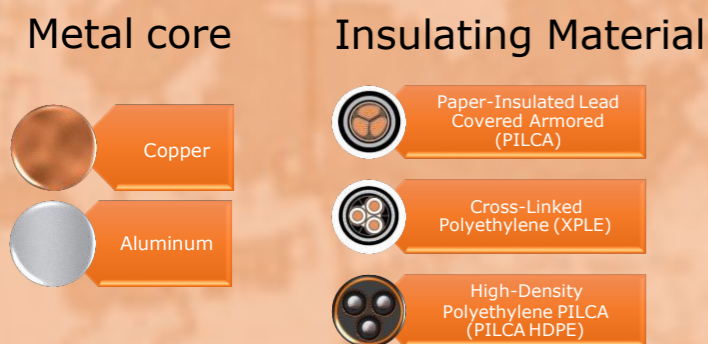 Metal core
Copper
Aluminum
Insulating Material
Paper-Insulated Lead
Covered Armored
(PILCA)
Cross-Linked
Polyethylene (XPLE)
High-Density
Polyethylene PILCA
(PILCA HDPE)